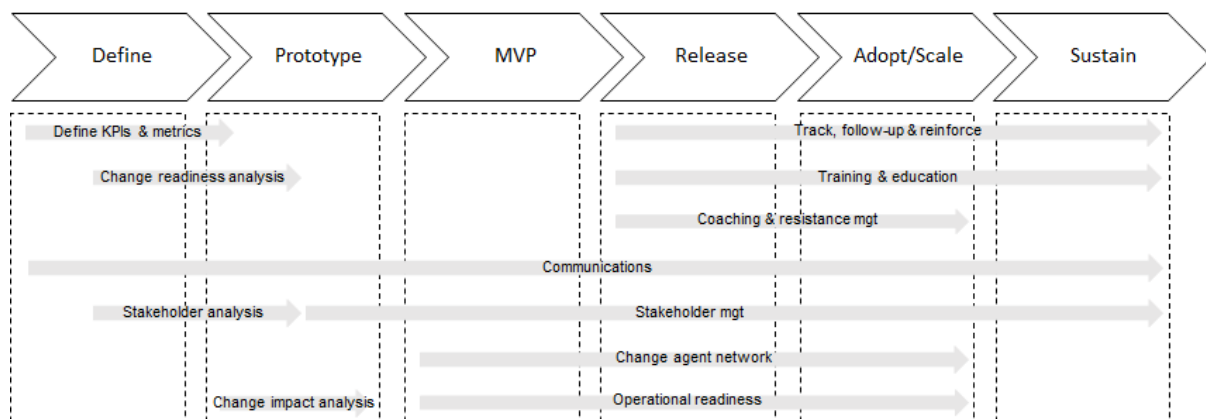 Define
Prototype
MVP
Release
Adopt/Scale
Sustain
Define KPIs & metrics
Track, follow-up & reinforce
Change readiness analysis
Training & education
Coaching & resistance mgt
Communications
Stakeholder analysis
Stakeholder mgt
Change agent network
Change impact analysis
Operational readiness